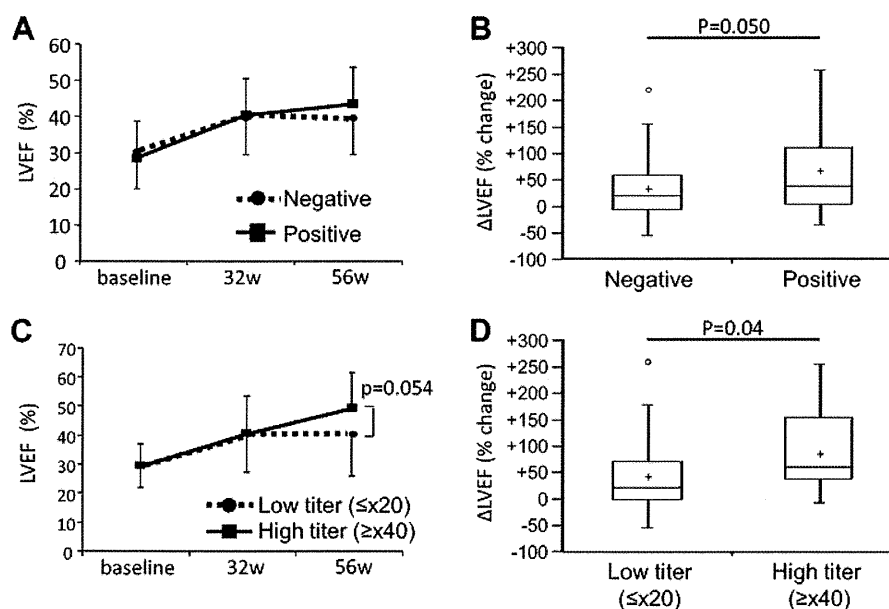 A
60
50
40
30
20
10
0
LVEF (%)
Negative
Positive
baseline 32w 56w
B
P=0.050
+300
+250
+200
+150
+100
+50
0
-50
-100
ΔLVEF (% change)
Negative Positive
C
70
60
50
40
30
20
10
0
LVEF (%)
p=0.054
Low titer (≤x20)
High titer (≥x40)
baseline 32w 56w
D
P=0.04
+300
+250
+200
+150
+100
+50
0
-50
-100
ΔLVEF (% change)
Low titer High titer
(≤x20) (≥x40)